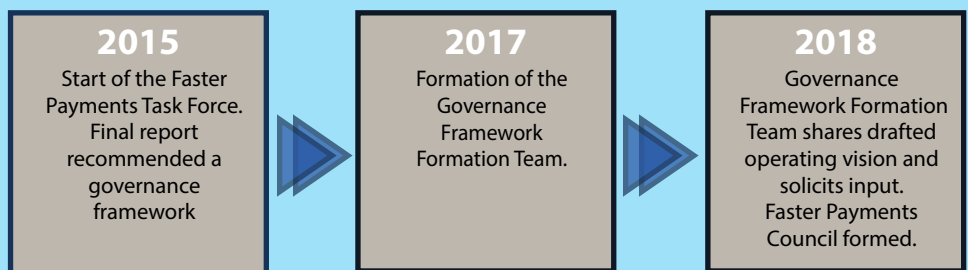 2015
Start of the Faster
Payments Task Force.
Final report
recommended a
governance
framework
2017
Formation of the
Governance
Framework
Formation Team.
2018
Governance
Framework Formation
Team shares drafted
operating vision and
solicits input.
Faster Payments
Council formed.